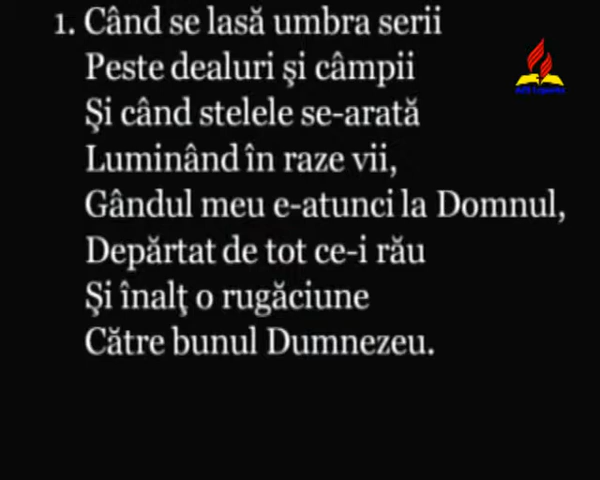 1. Când se lasă umbra serii
Peste dealuri şi câmpii
Şi când stelele se-arată
Luminând în raze vii,
Gândul meu e-atunci la Domnul,
Depărtat de tot ce-i rău
Şi înalţ o rugăciune
Către bunul Dumnezeu.